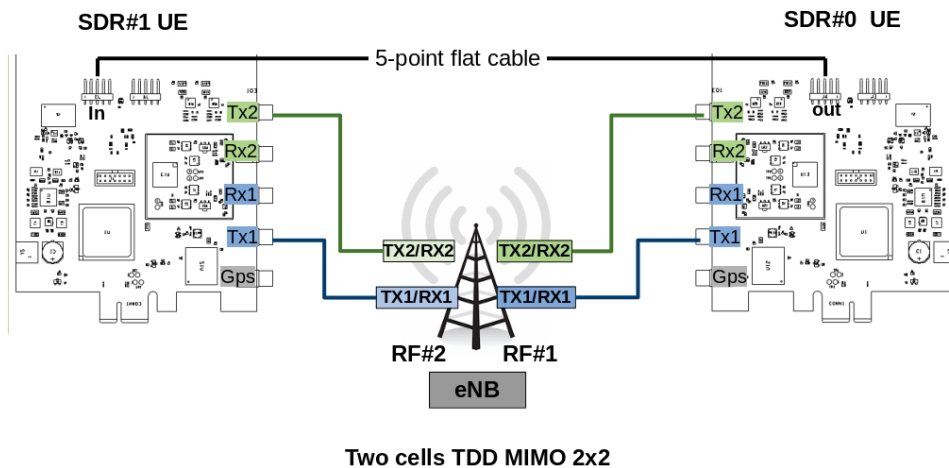 SDR#1 UE
SDR#0 UE
5-point flat cable
In
out
Tx2
Rx2
Rx1
Tx1
Gps
Tx2
Rx2
Rx1
Tx1
Gps
TX2/RX2
TX2/RX2
TX1/RX1
TX1/RX1
RF#2
RF#1
eNB
Two cells TDD MIMO 2x2